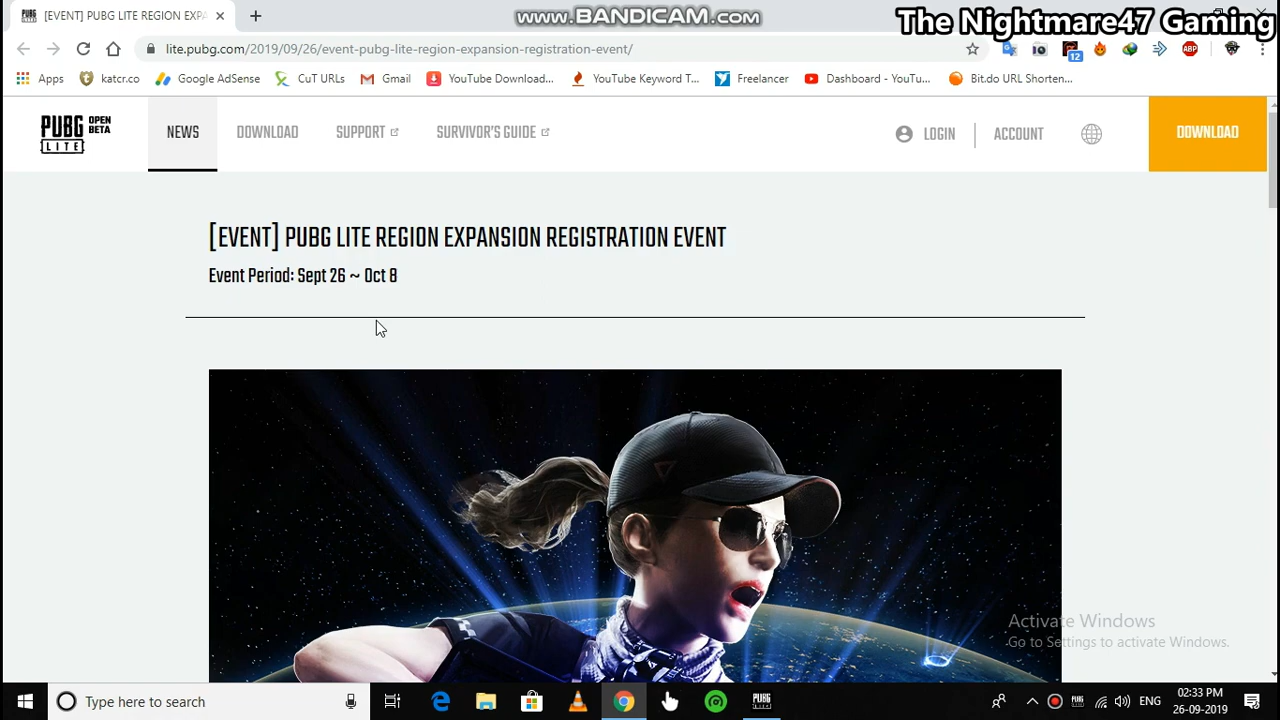 [EVENT] PUBG LITE REGION EXPA
www.BANDICAM.com
The Nightmare47 Gaming
lite.pubg.com/2019/09/26/event-pubg-lite-region-expansion-registration-event/
12
ABP
Apps
katcr.co
Google AdSense
CuT URLs
Gmail
YouTube Download...
YouTube Keyword T...
Freelancer
Dashboard - YouTu...
Bit.do URL Shorten...
PUBG LITE OPEN BETA
NEWS
DOWNLOAD
SUPPORT
SURVIVOR'S GUIDE
LOGIN
ACCOUNT
DOWNLOAD
[EVENT] PUBG LITE REGION EXPANSION REGISTRATION EVENT
Event Period: Sept 26 ~ Oct 8
Activate Windows
Go to Settings to activate Windows.
Type here to search
ENG
02:33 PM
26-09-2019